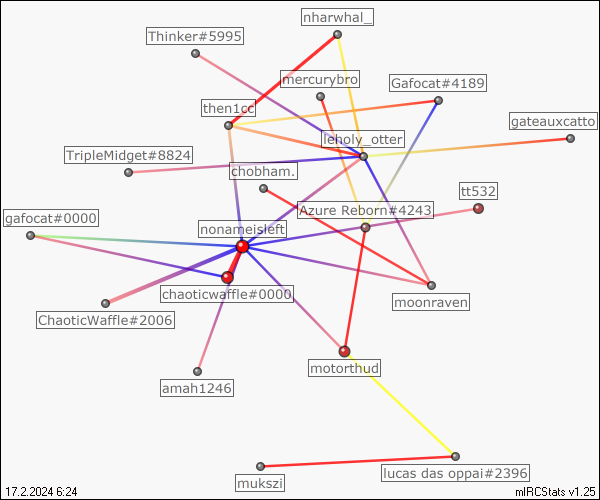 nharwhal_
Thinker#5995
mercurybro
Gafocat#4189
then1cc
gateauxcatto
leholy_otter
TripleMidget#8824
chobham.
tt532
Azure Reborn#4243
gafocat#0000
nonameisleft
chaoticwaffle#0000
moonraven
ChaoticWaffle#2006
motorthud
amah1246
lucas das oppai#2396
mukszi
17.2.2024 6:24
mIRCStats v1.25